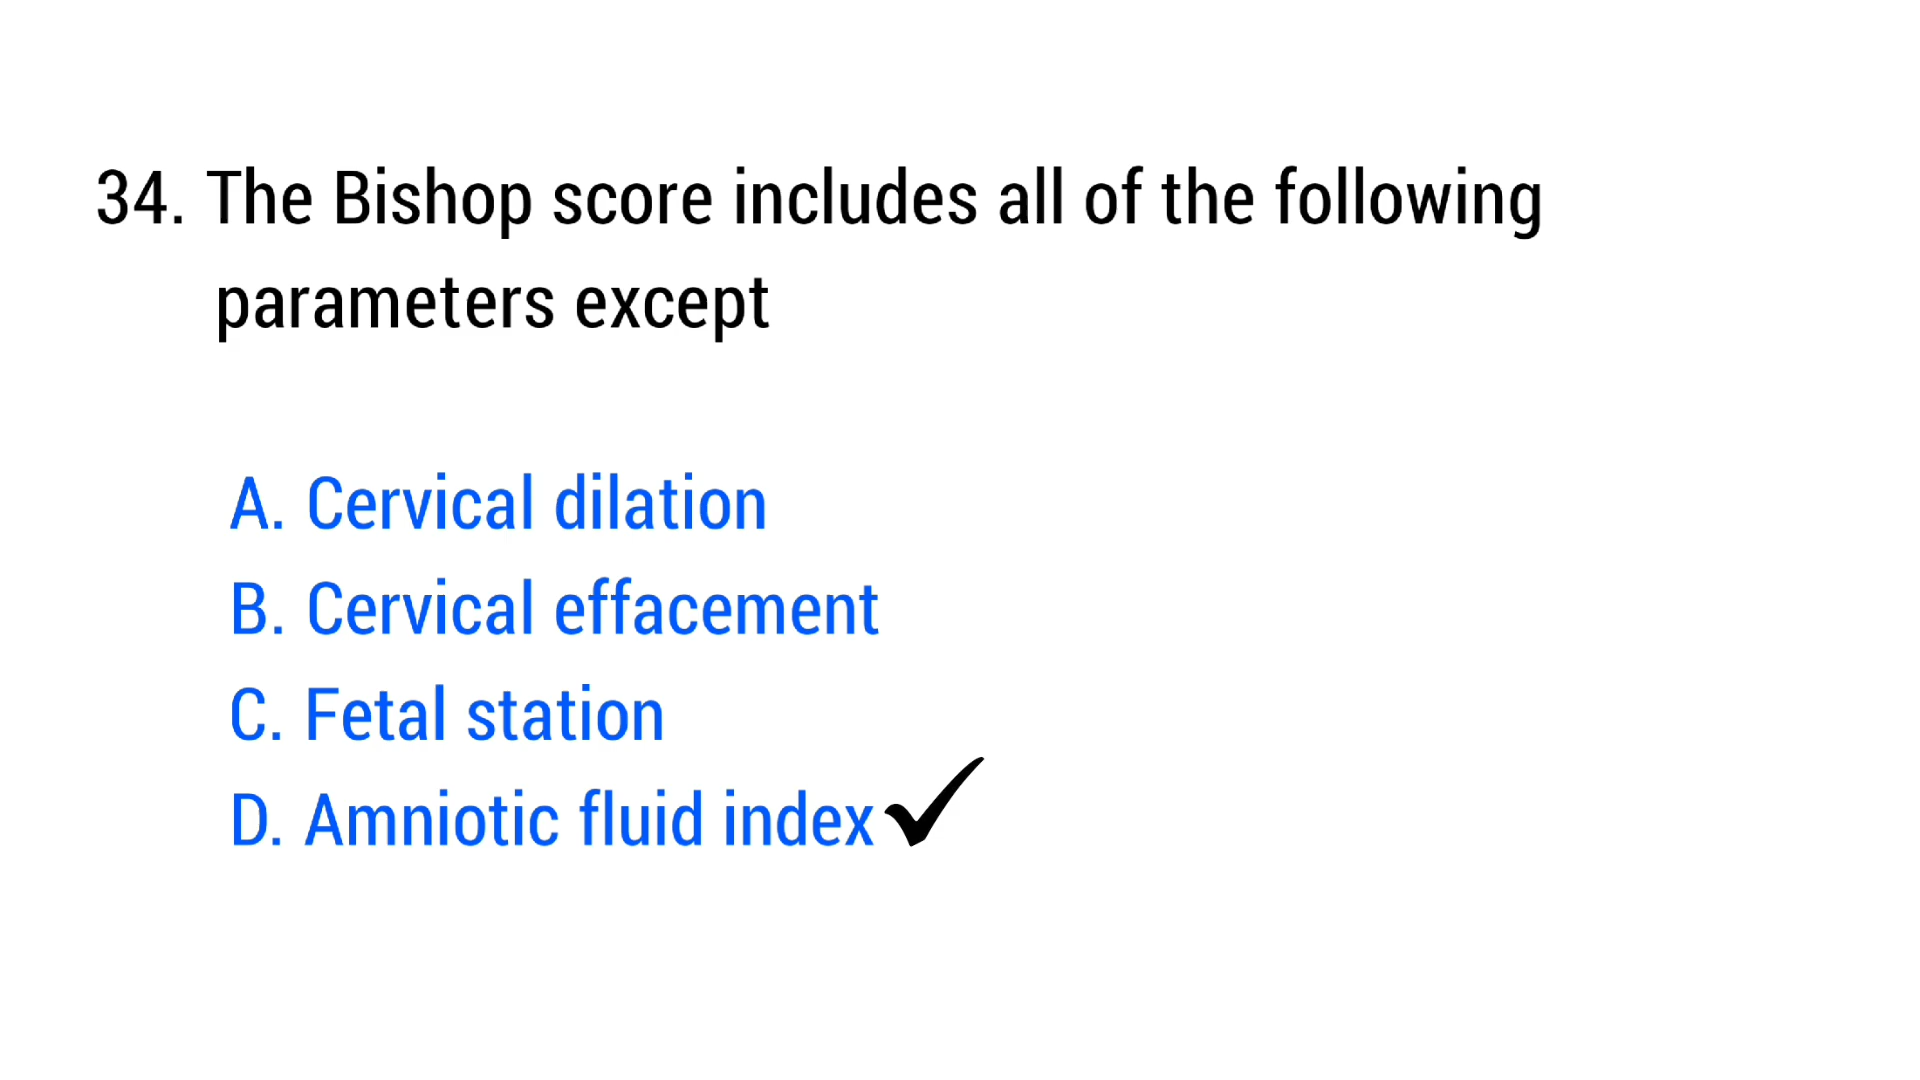 34. The Bishop score includes all of the following
parameters except
A. Cervical dilation
B. Cervical effacement
C. Fetal station
D. Amniotic fluid index